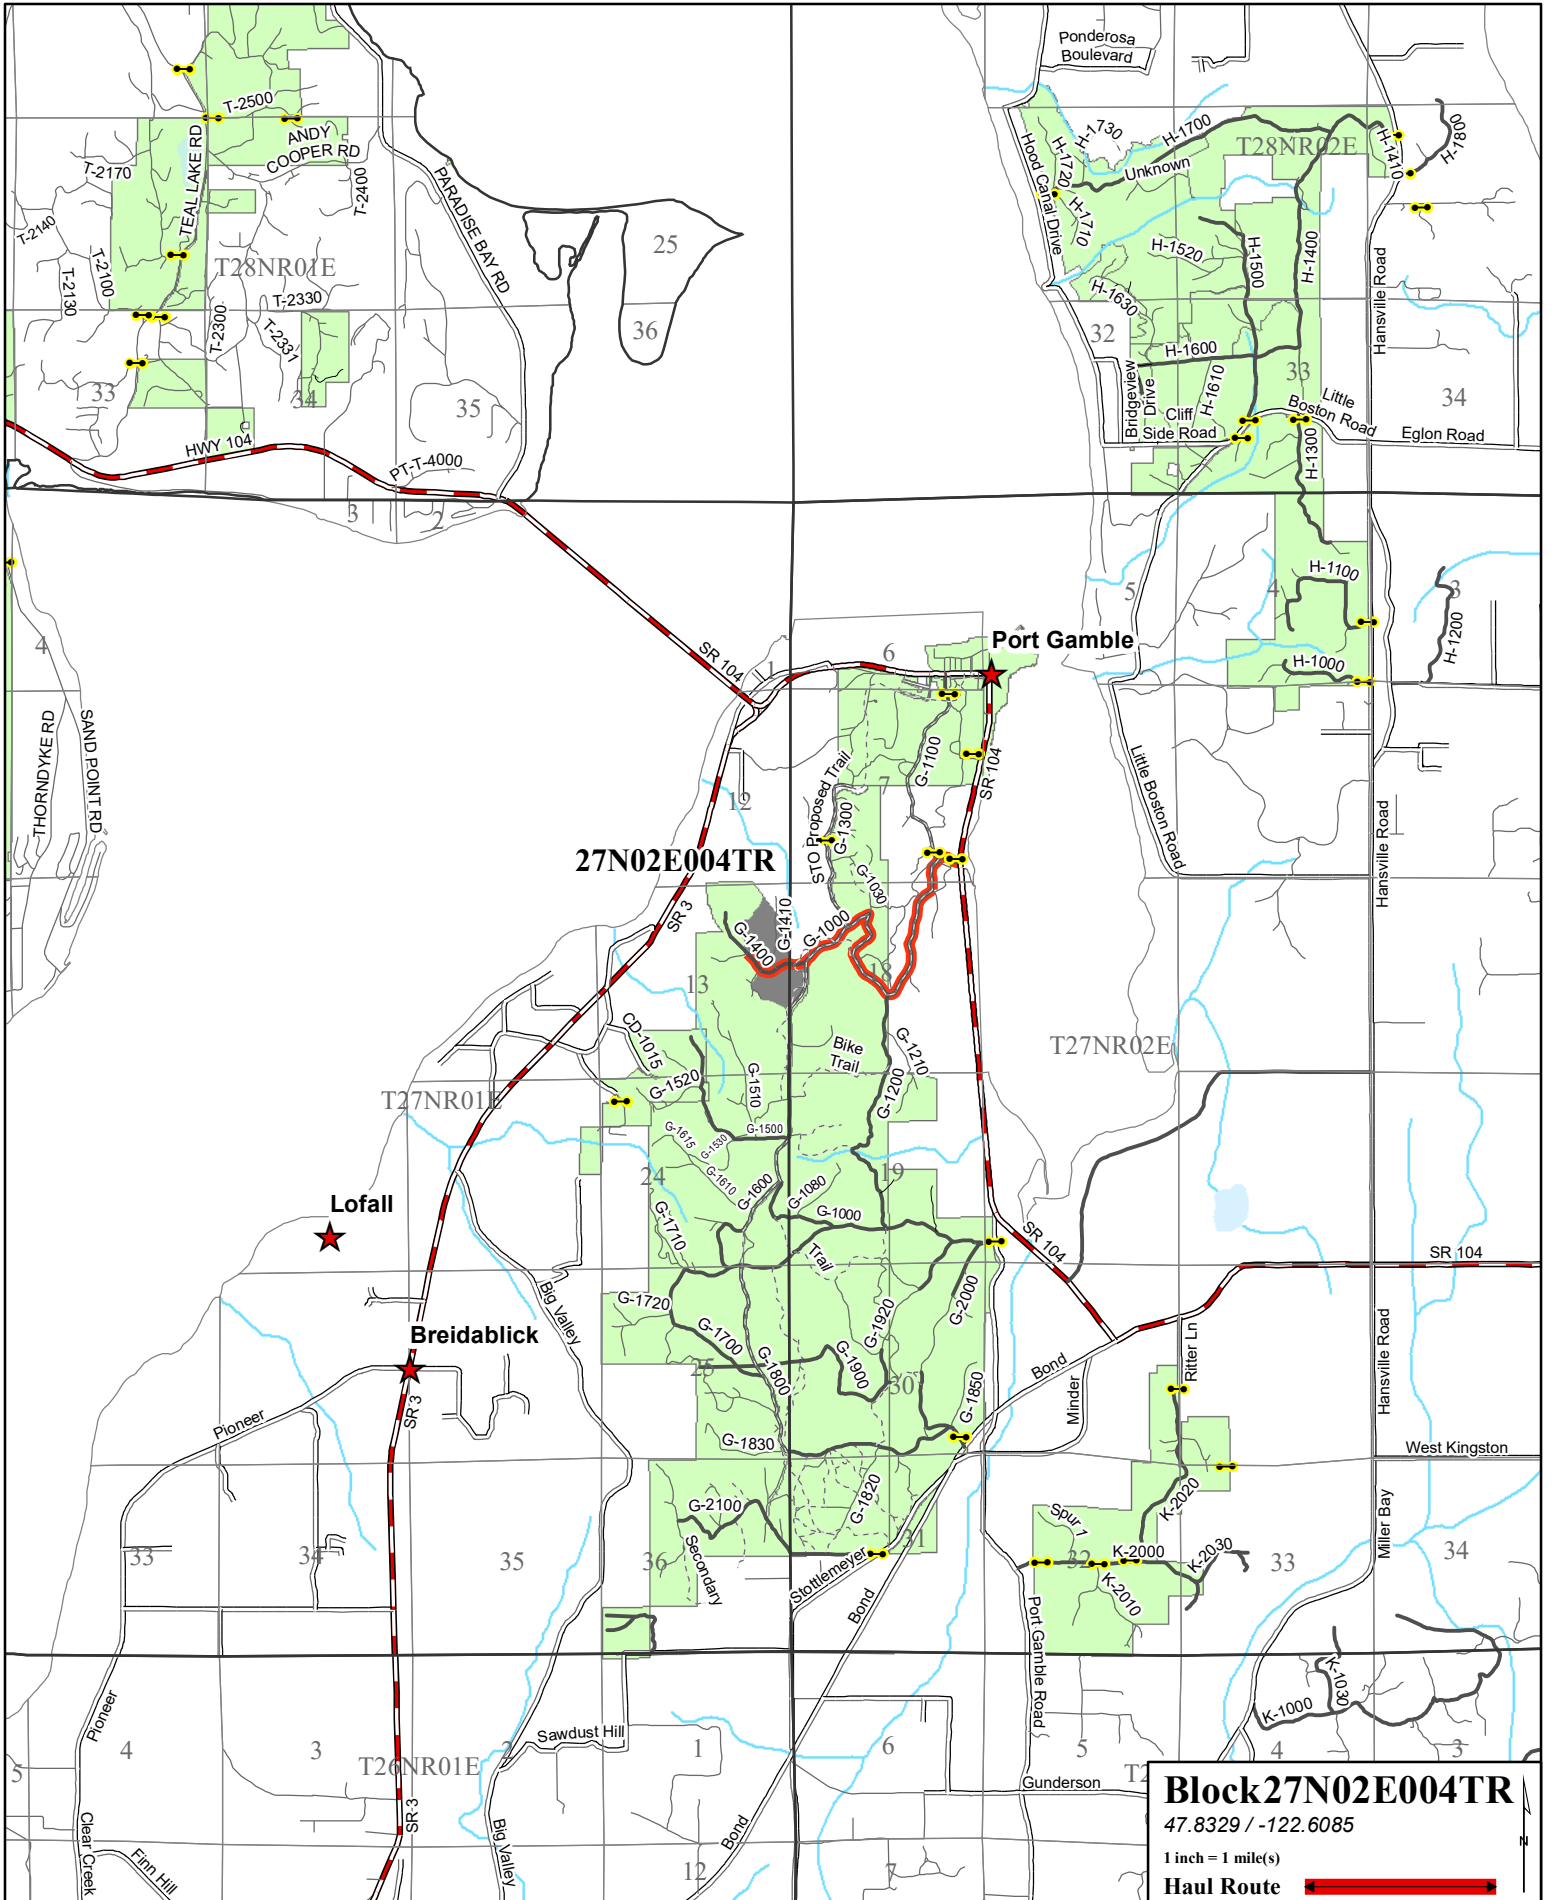 Ponderosa
Boulevard
T-2500
ANDY
COOPER RD
T-2170
TEAL LAKE RD
T-2400
T-2140
T-2100
T-2130
T28NR01E
T-2330
T-2300
T-2331
PARADISE BAY RD
25
36
33
34
35
HWY 104
PT-T-4000
3
2
H-1730
H-1700
H-1720
Unknown
T28NR02E
H-1410
H-1800
Hood Canal Drive
H-1710
H-1520
H-1500
H-1400
Hansville Road
H-1630
32
H-1600
H-1610
33
34
Bridgeview
Drive
Cliff
Side Road
Little
Boston Road
Eglon Road
H-1300
5
4
H-1100
3
H-1200
H-1000
4
THORNDYKE RD
SAND POINT RD
SR 104
1
6
Port Gamble
G-1100
SR 104
STO Proposed Trail
7
12
G-1300
Little Boston Road
Hansville Road
27N02E004TR
G-1030
SR 3
G-1410
G-1000
G-1400
18
13
CD-1015
Bike
Trail
G-1210
T27NR02E
T27NR01E
G-1520
G-1510
G-1200
G-1500
G-1615
G-1530
G-1610
24
19
G-1600
G-1080
G-1000
Lofall
G-1710
SR 104
SR 104
Trail
Big Valley
G-1720
G-1920
G-2000
Breidablick
G-1700
25
G-1800
G-1900
30
Bond
Ritter Ln
Hansville Road
SR 3
Pioneer
G-1850
Minder
G-1830
West Kingston
G-2100
G-1820
K-2020
Spur 1
Miller Bay
33
34
35
36
Secondary
31
32
K-2000
K-2030
33
34
Stottlemeyer
Bond
K-2010
Port Gamble Road
K-1030
K-1000
Pioneer
Sawdust Hill
5
4
3
T26NR01E
2
1
6
5
4
3
T2
Gunderson
SR 3
Clear Creek
Finn Hill
Big Valley
12
Bond
7
Block27N02E004TR
47.8329 / -122.6085
1 inch = 1 mile(s)
N
Haul Route